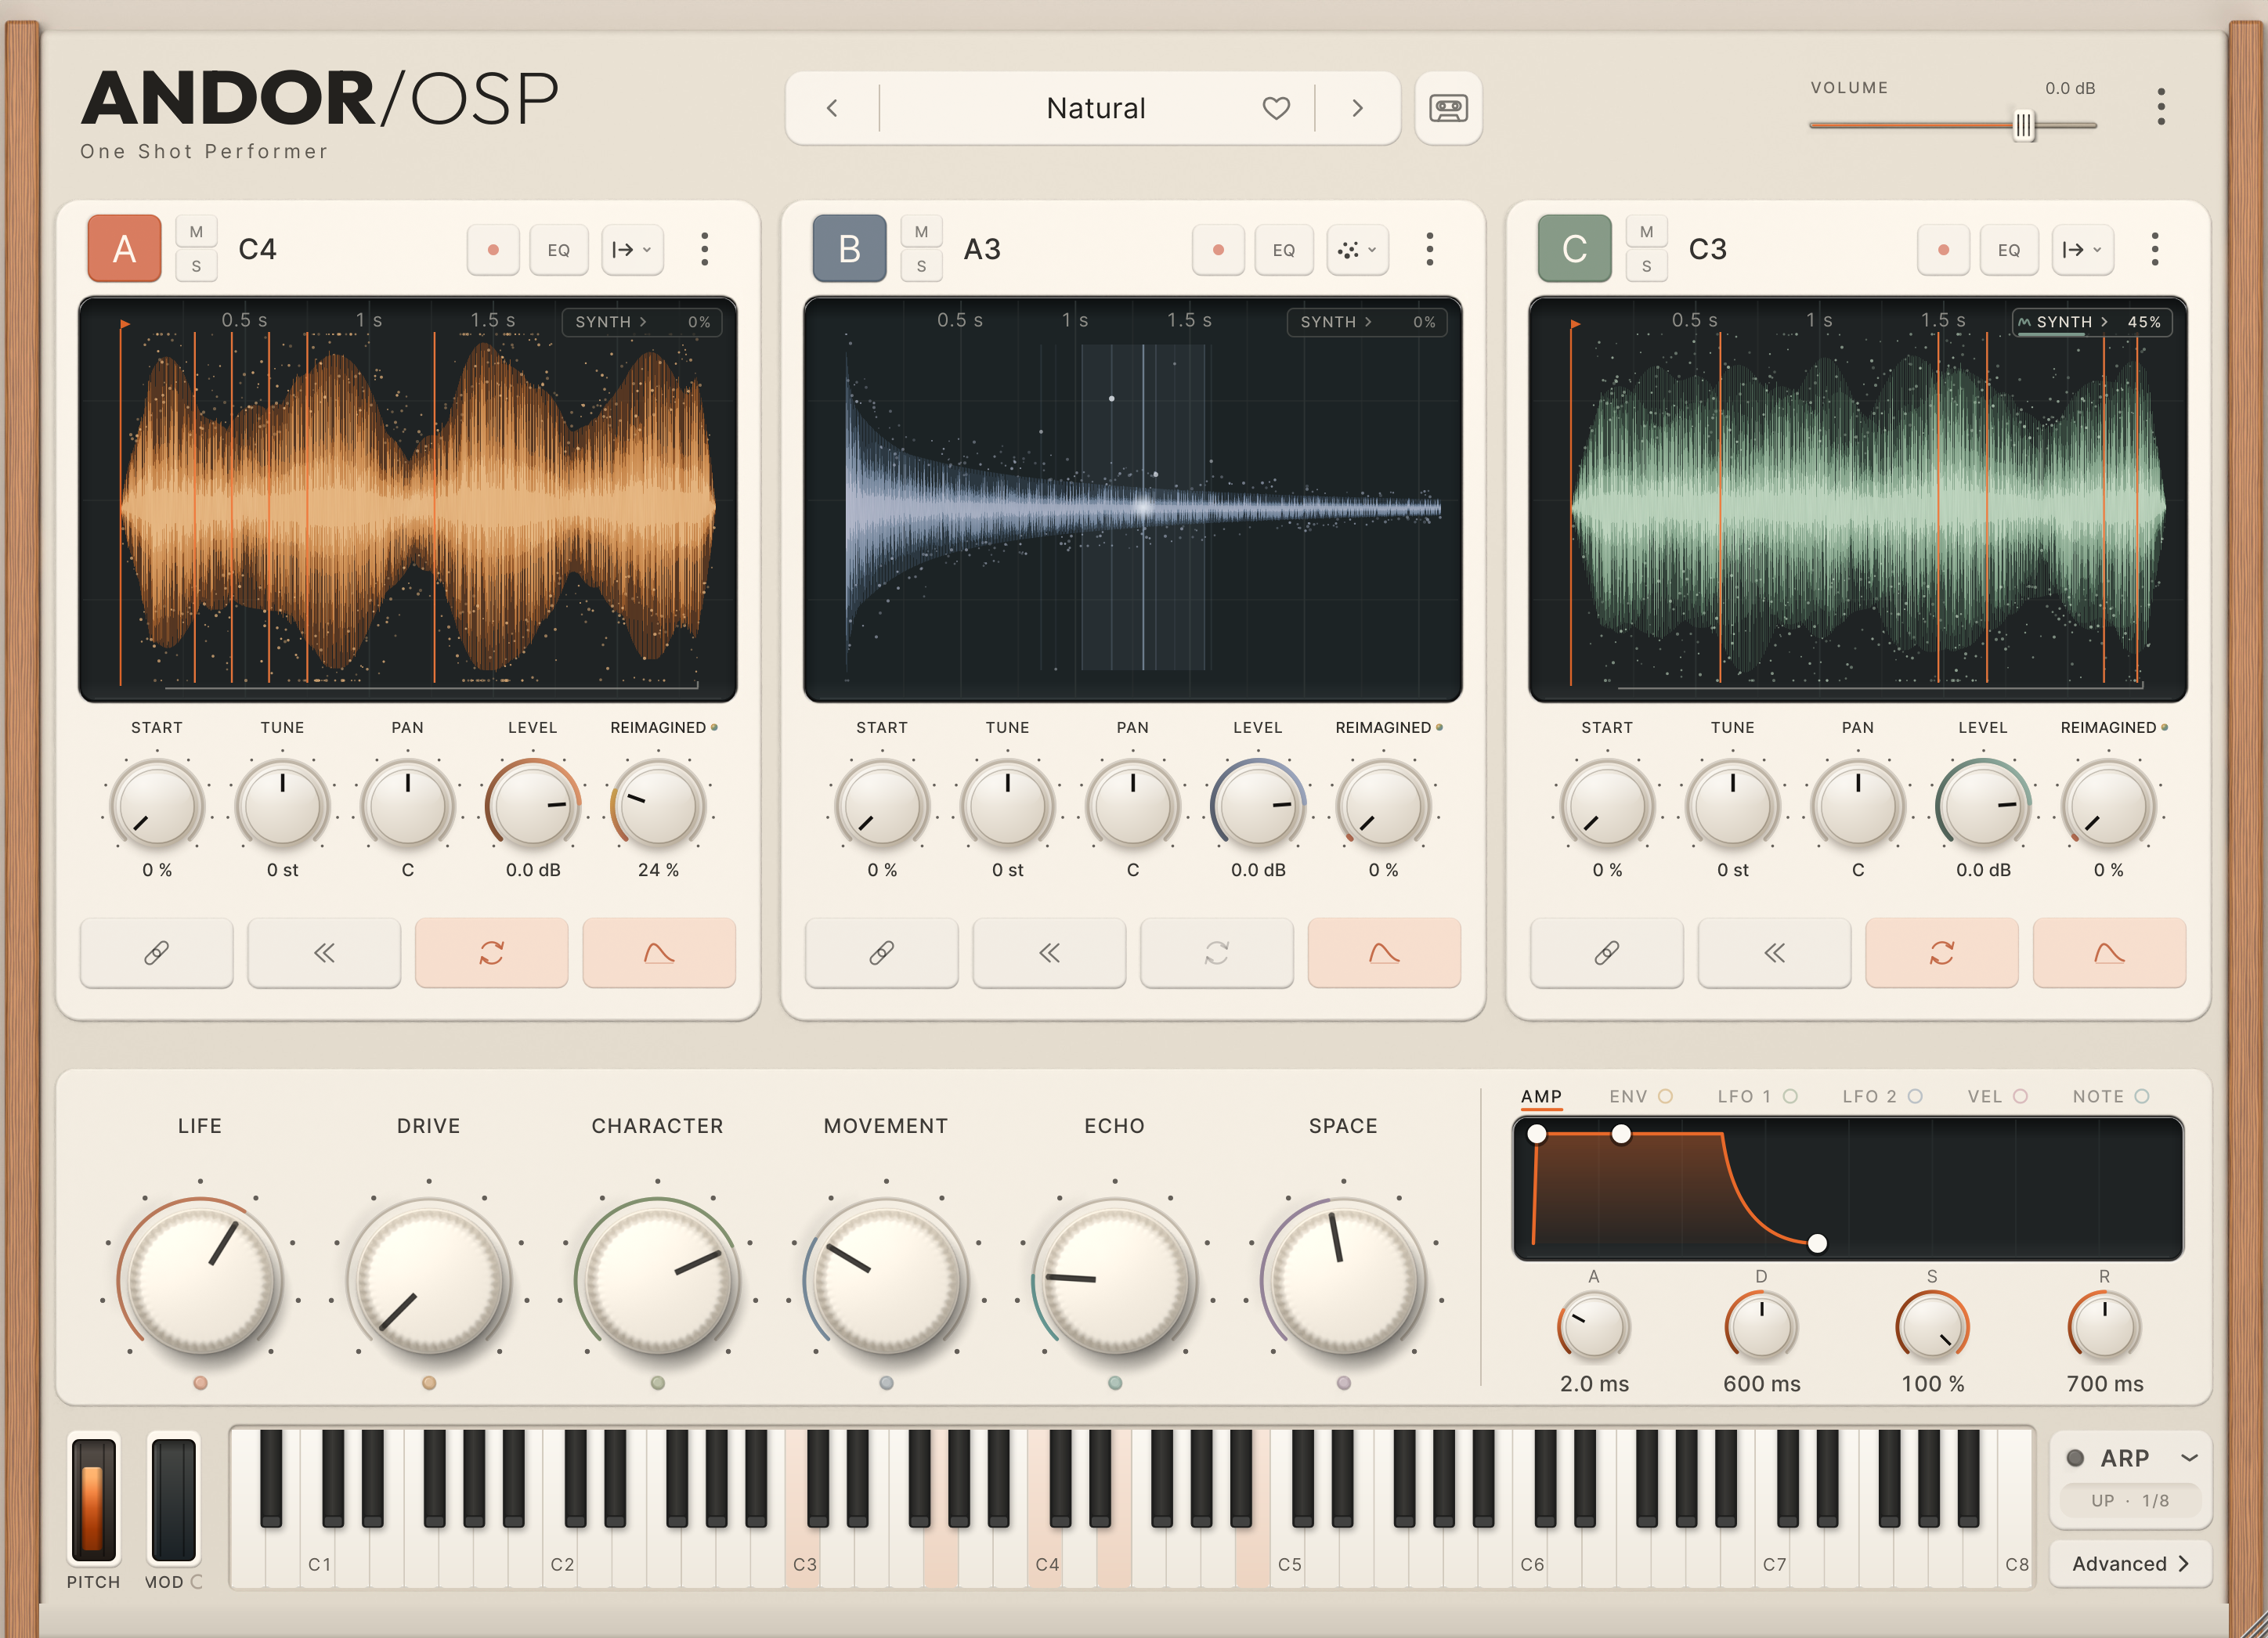 ANDOR/OSP
One Shot Performer
Natural
VOLUME 0.0 dB
A M S C4 EQ
0.5 s 1 s 1.5 s SYNTH > 0%
START TUNE PAN LEVEL REIMAGINED
0 % 0 st C 0.0 dB 24 %
B M S A3 EQ
0.5 s 1 s 1.5 s SYNTH > 0%
START TUNE PAN LEVEL REIMAGINED
0 % 0 st C 0.0 dB 0 %
C M S C3 EQ
0.5 s 1 s 1.5 s SYNTH > 45%
START TUNE PAN LEVEL REIMAGINED
0 % 0 st C 0.0 dB 0 %
LIFE DRIVE CHARACTER MOVEMENT ECHO SPACE
AMP ENV LFO 1 LFO 2 VEL NOTE
A D S R
2.0 ms 600 ms 100 % 700 ms
PITCH MOD
C1 C2 C3 C4 C5 C6 C7 C8
ARP
UP · 1/8
Advanced >